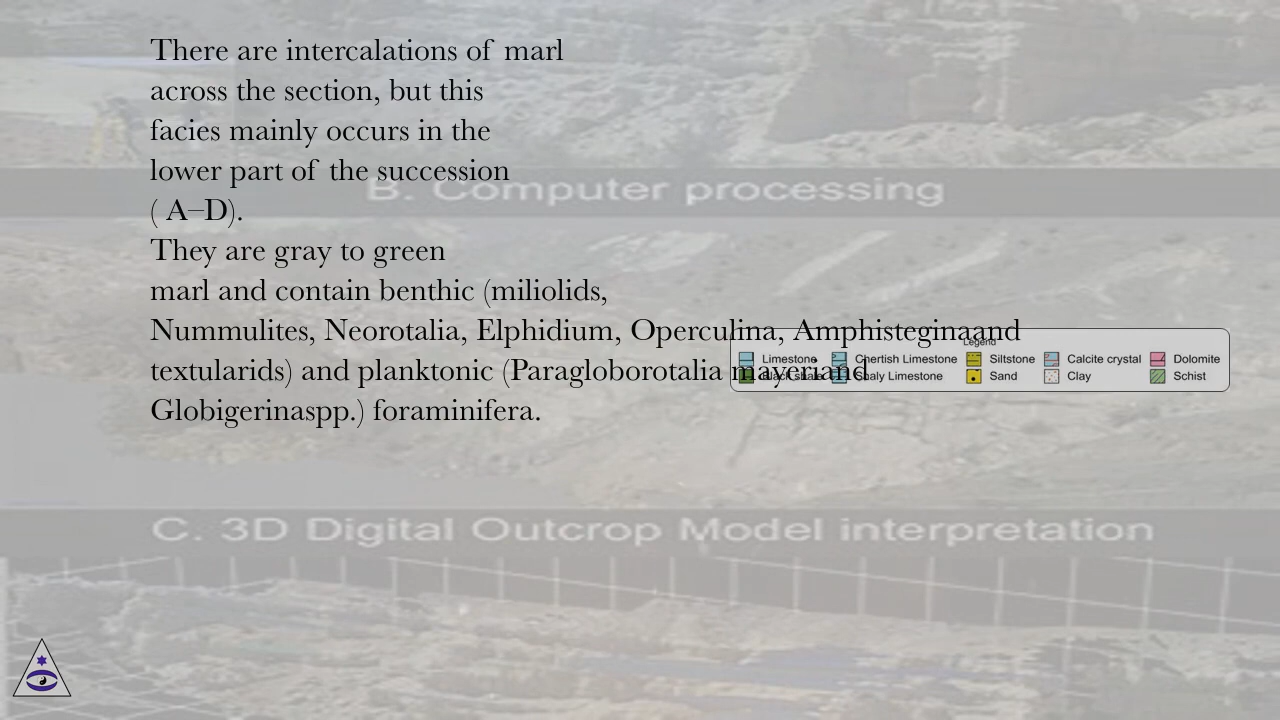 There are intercalations of marl
across the section, but this
facies mainly occurs in the
lower part of the succession
( A–D).
B. Computer processing
They are gray to green
marl and contain benthic (miliolids,
Nummulites, Neorotalia, Elphidium, Operculina, Amphisteginaand
textularids) and planktonic (Paragloborotalia mayeriand
Globigerinaspp.) foraminifera.
Legend
Limestone Chertish Limestone Siltstone Calcite crystal Dolomite
Black shale Shaly Limestone Sand Clay Schist
C. 3D Digital Outcrop Model interpretation